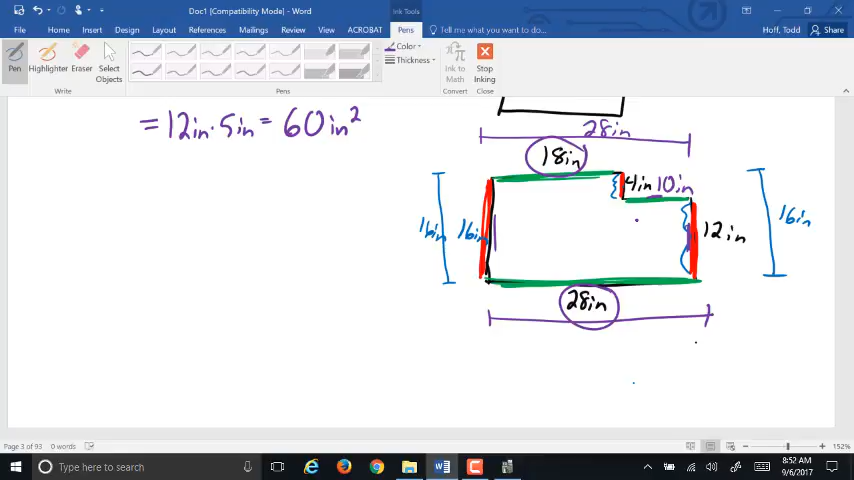 Doc1 [Compatibility Mode] - Word
Ink Tools
File Home Insert Design Layout References Mailings Review View ACROBAT Pens Tell me what you want to do... Hoff, Todd Share
Pen Highlighter Eraser Select Objects
Color
Thickness
Ink to Math
Stop Inking
Write Pens Convert Close
= 12in · 5in = 60in²
28in
18in
4in 10in
16in 16in 12in 16in
28in
Page 3 of 93 0 words 152%
Type here to search
8:52 AM
9/6/2017